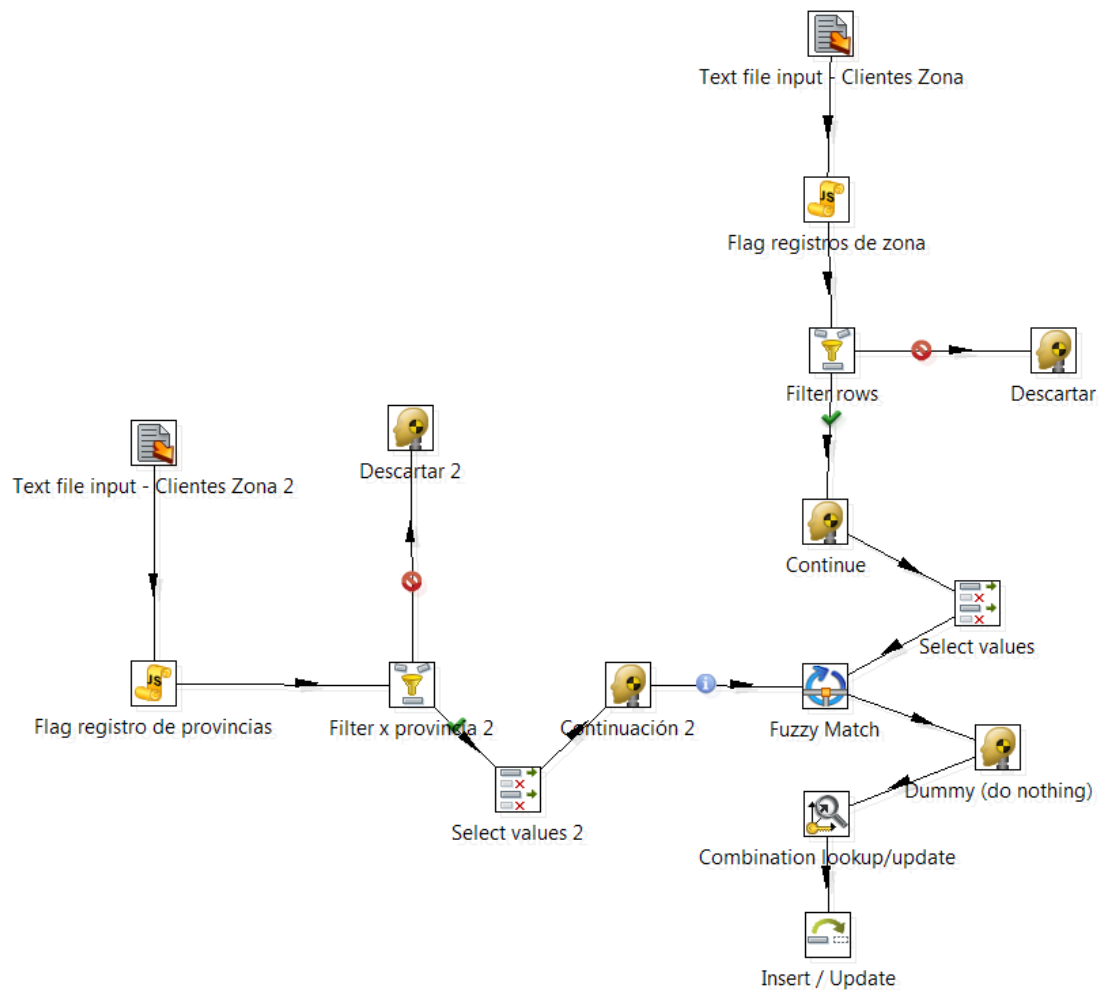 Text file input - Clientes Zona
JS
Flag registros de zona
Filter rows
Descartar
Descartar 2
Text file input - Clientes Zona 2
Continue
Select values
JS
Flag registro de provincias
Filter x provincia 2
Continuación 2
Fuzzy Match
Select values 2
Dummy (do nothing)
Combination lookup/update
Insert / Update